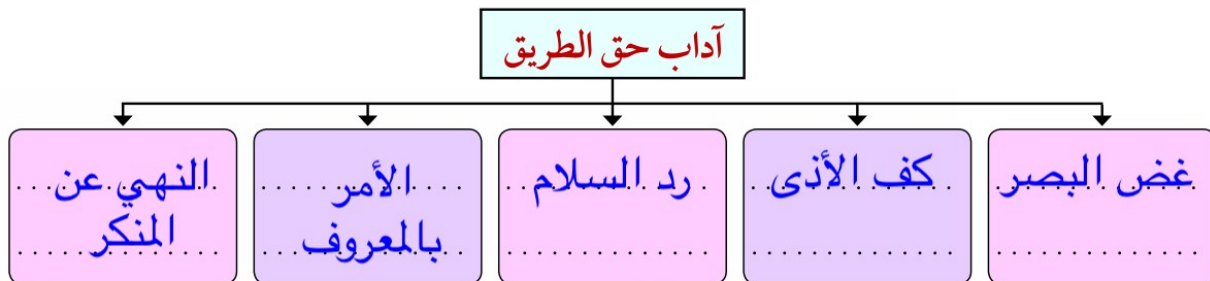 آداب حق الطريق
غض البصر
كف الأذى
رد السلام
الأمر
بالمعروف
النهي عن
المنكر